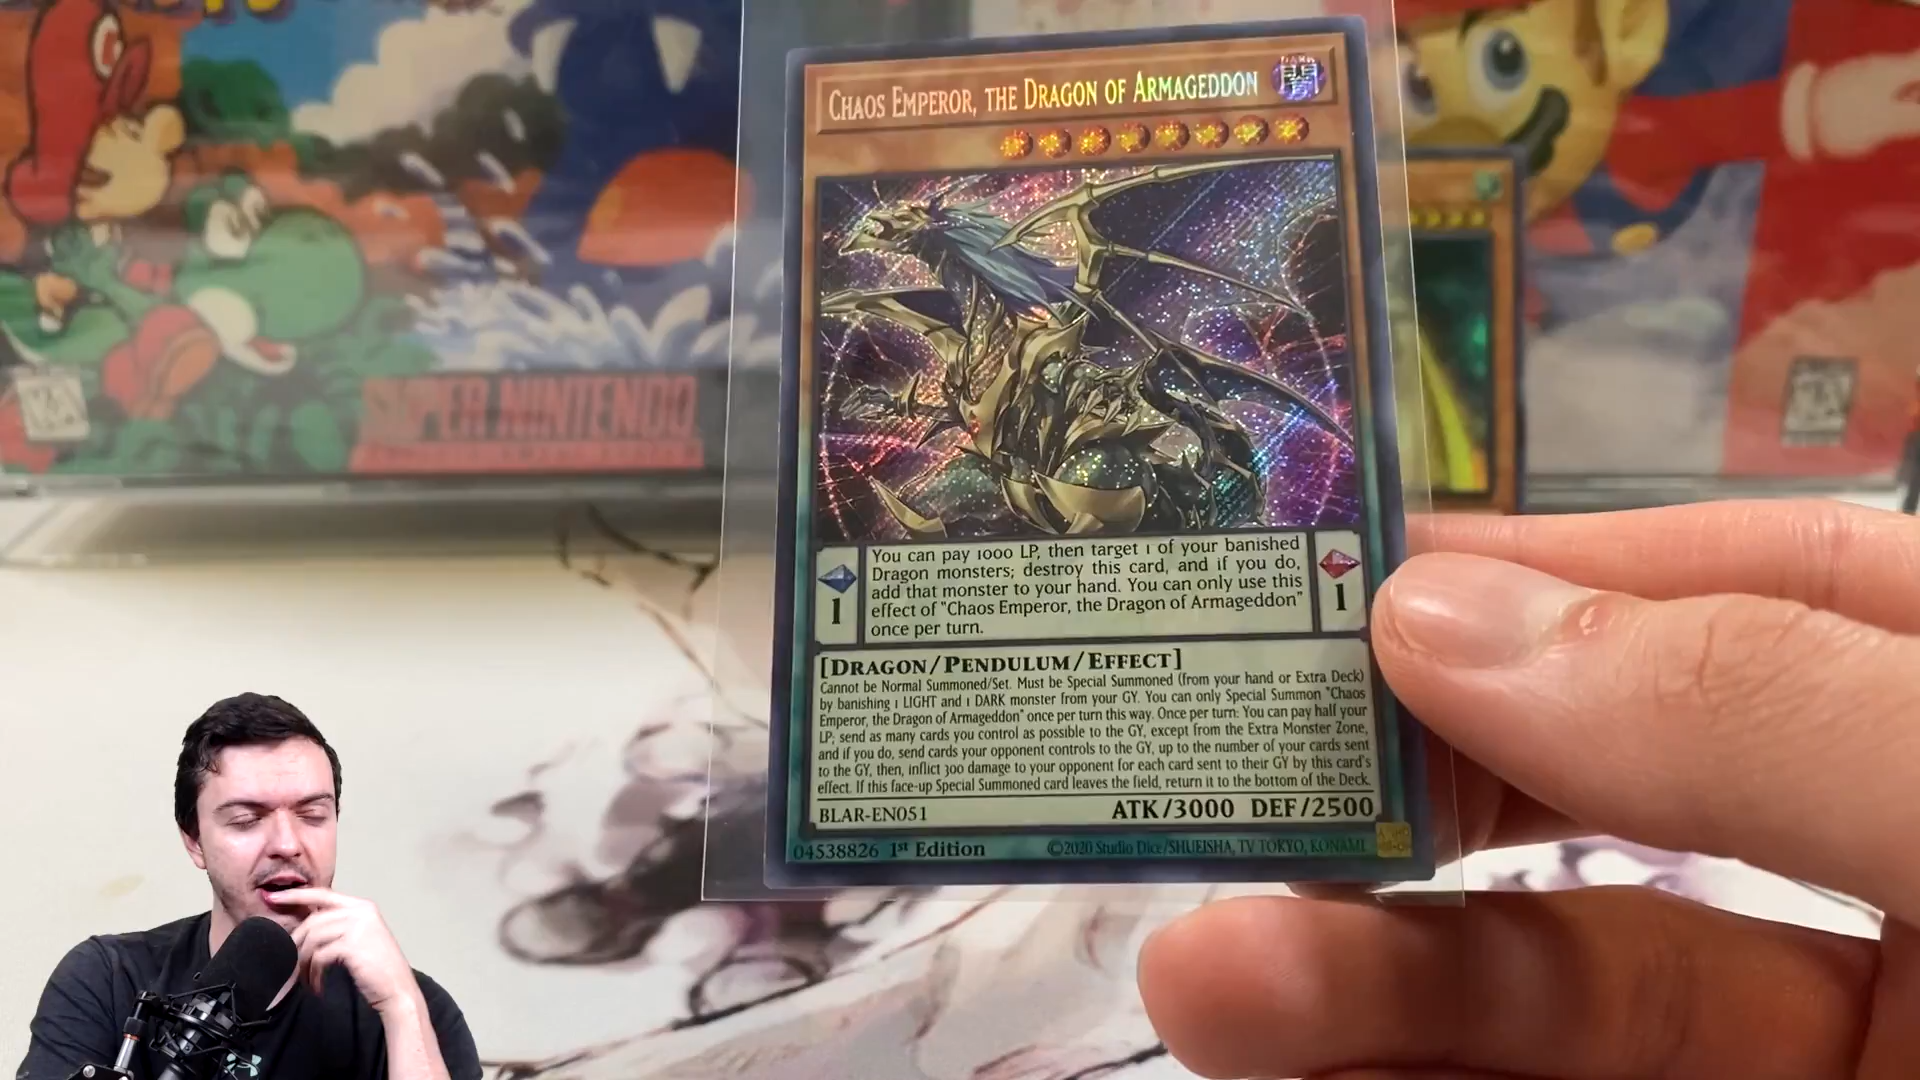 CHAOS EMPEROR, THE DRAGON OF ARMAGEDDON
DARK
闇
You can pay 1000 LP, then target 1 of your banished
Dragon monsters; destroy this card, and if you do,
add that monster to your hand. You can only use this
effect of "Chaos Emperor, the Dragon of Armageddon"
once per turn.
1
1
[DRAGON/PENDULUM/EFFECT]
Cannot be Normal Summoned/Set. Must be Special Summoned (from your hand or Extra Deck)
by banishing 1 LIGHT and 1 DARK monster from your GY. You can only Special Summon "Chaos
Emperor, the Dragon of Armageddon" once per turn this way. Once per turn: You can pay half your
LP; send as many cards you control as possible to the GY, except from the Extra Monster Zone,
and if you do, send cards your opponent controls to the GY, up to the number of your cards sent
to the GY, then, inflict 300 damage to your opponent for each card sent to their GY by this card's
effect. If this face-up Special Summoned card leaves the field, return it to the bottom of the Deck.
BLAR-EN051
ATK/3000 DEF/2500
04538826 1st Edition
©2020 Studio Dice/SHUEISHA, TV TOKYO, KONAMI
SUPER NINTENDO
K-A